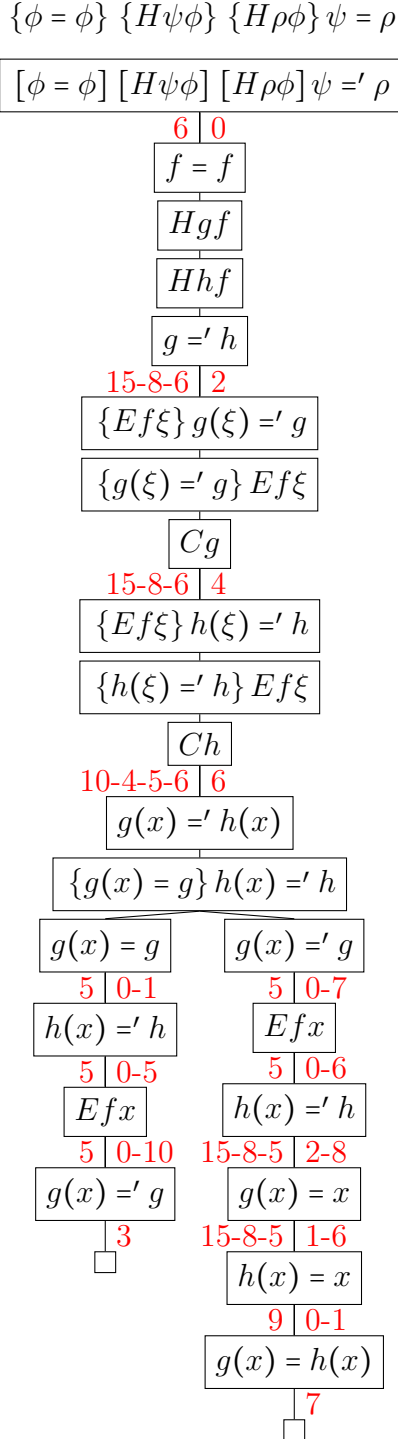 {ϕ = ϕ} {Hψϕ} {Hρϕ} ψ = ρ
[ϕ = ϕ] [Hψϕ] [Hρϕ] ψ =′ ρ
6 0
f = f
Hgf
Hhf
g =′ h
15-8-6 2
{Efξ} g(ξ) =′ g
{g(ξ) =′ g} Efξ
Cg
15-8-6 4
{Efξ} h(ξ) =′ h
{h(ξ) =′ h} Efξ
Ch
10-4-5-6 6
g(x) =′ h(x)
{g(x) = g} h(x) =′ h
g(x) = g g(x) =′ g
5 0-1 5 0-7
h(x) =′ h Efx
5 0-5 5 0-6
Efx h(x) =′ h
5 0-10 15-8-5 2-8
g(x) =′ g g(x) = x
3 15-8-5 1-6
h(x) = x
9 0-1
g(x) = h(x)
7